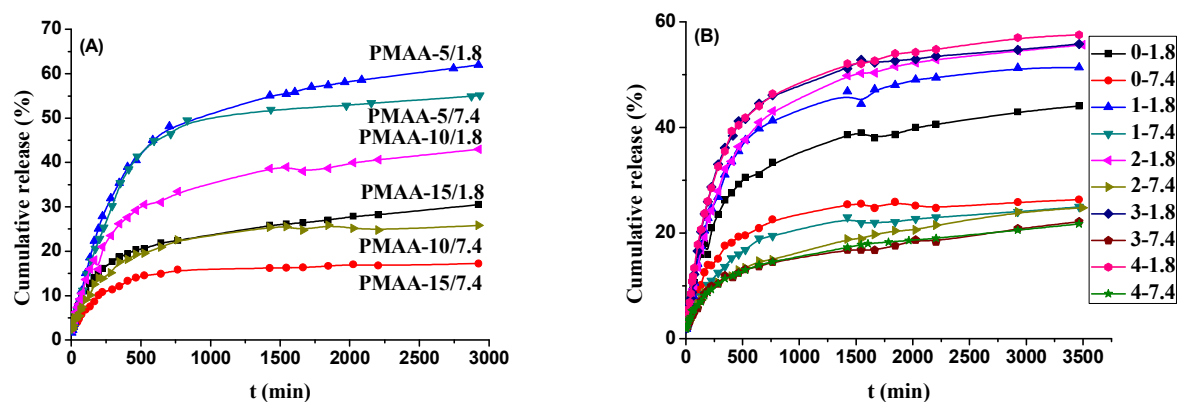 (A)
Cumulative release (%)
70
60
50
40
30
20
10
0
PMAA-5/1.8
PMAA-5/7.4
PMAA-10/1.8
PMAA-15/1.8
PMAA-10/7.4
PMAA-15/7.4
0 500 1000 1500 2000 2500 3000
t (min)
(B)
Cumulative release (%)
60
40
20
0
0 500 1000 1500 2000 2500 3000 3500
t (min)
0-1.8
0-7.4
1-1.8
1-7.4
2-1.8
2-7.4
3-1.8
3-7.4
4-1.8
4-7.4